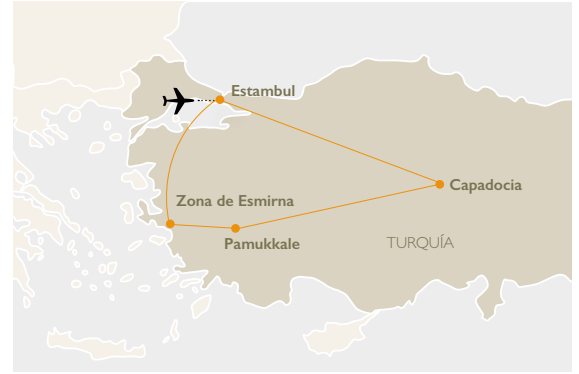 Estambul
Capadocia
Zona de Esmirna
Pamukkale
TURQUÍA